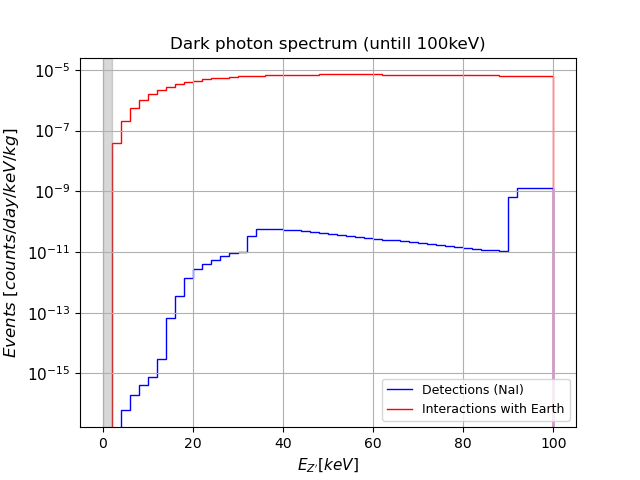 Dark photon spectrum (untill 100keV)
Events [counts/day/keV/kg]
10⁻⁵
10⁻⁷
10⁻⁹
10⁻¹¹
10⁻¹³
10⁻¹⁵
Detections (NaI)
Interactions with Earth
0 20 40 60 80 100
E_{Z'}[keV]